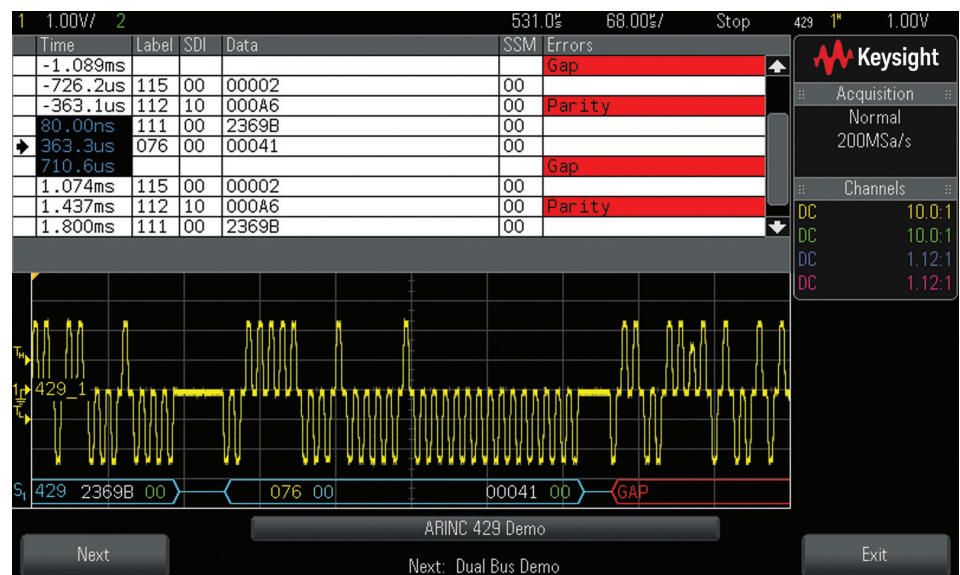 1 1.00V/ 2 531.0µs 68.00µs/ Stop 429 1 1.00V
Time Label SDI Data SSM Errors
-1.089ms Gap
-726.2us 115 00 00002 00
-363.1us 112 10 000A6 00 Parity
80.00ns 111 00 2369B 00
363.3us 076 00 00041 00
710.6us Gap
1.074ms 115 00 00002 00
1.437ms 112 10 000A6 00 Parity
1.800ms 111 00 2369B 00
Keysight
Acquisition
Normal
200MSa/s
Channels
DC 10.0:1
DC 10.0:1
DC 1.12:1
DC 1.12:1
TH
1 429_1
TL
S1 429 2369B 00 076 00 00041 00 GAP
ARINC 429 Demo
Next Next: Dual Bus Demo Exit